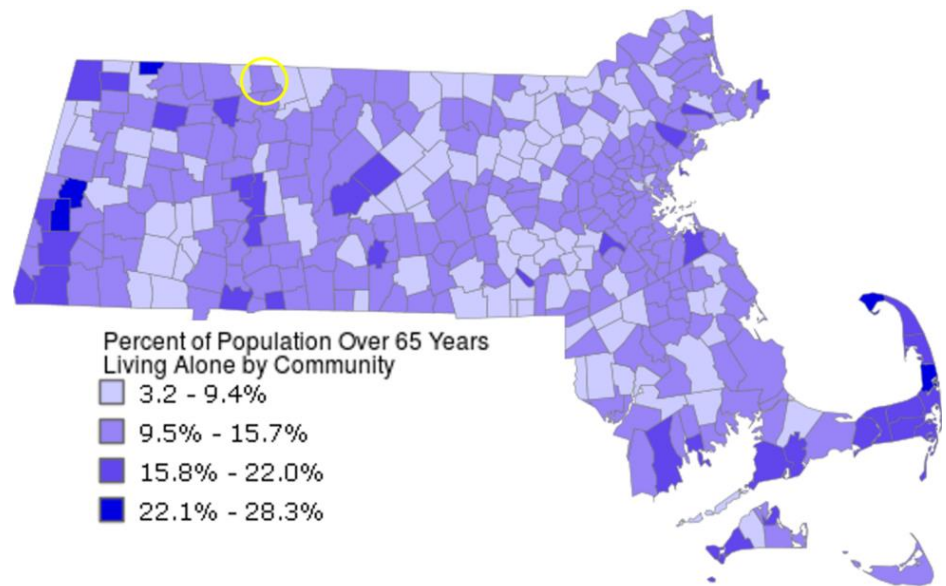 Percent of Population Over 65 Years
Living Alone by Community
3.2 - 9.4%
9.5% - 15.7%
15.8% - 22.0%
22.1% - 28.3%